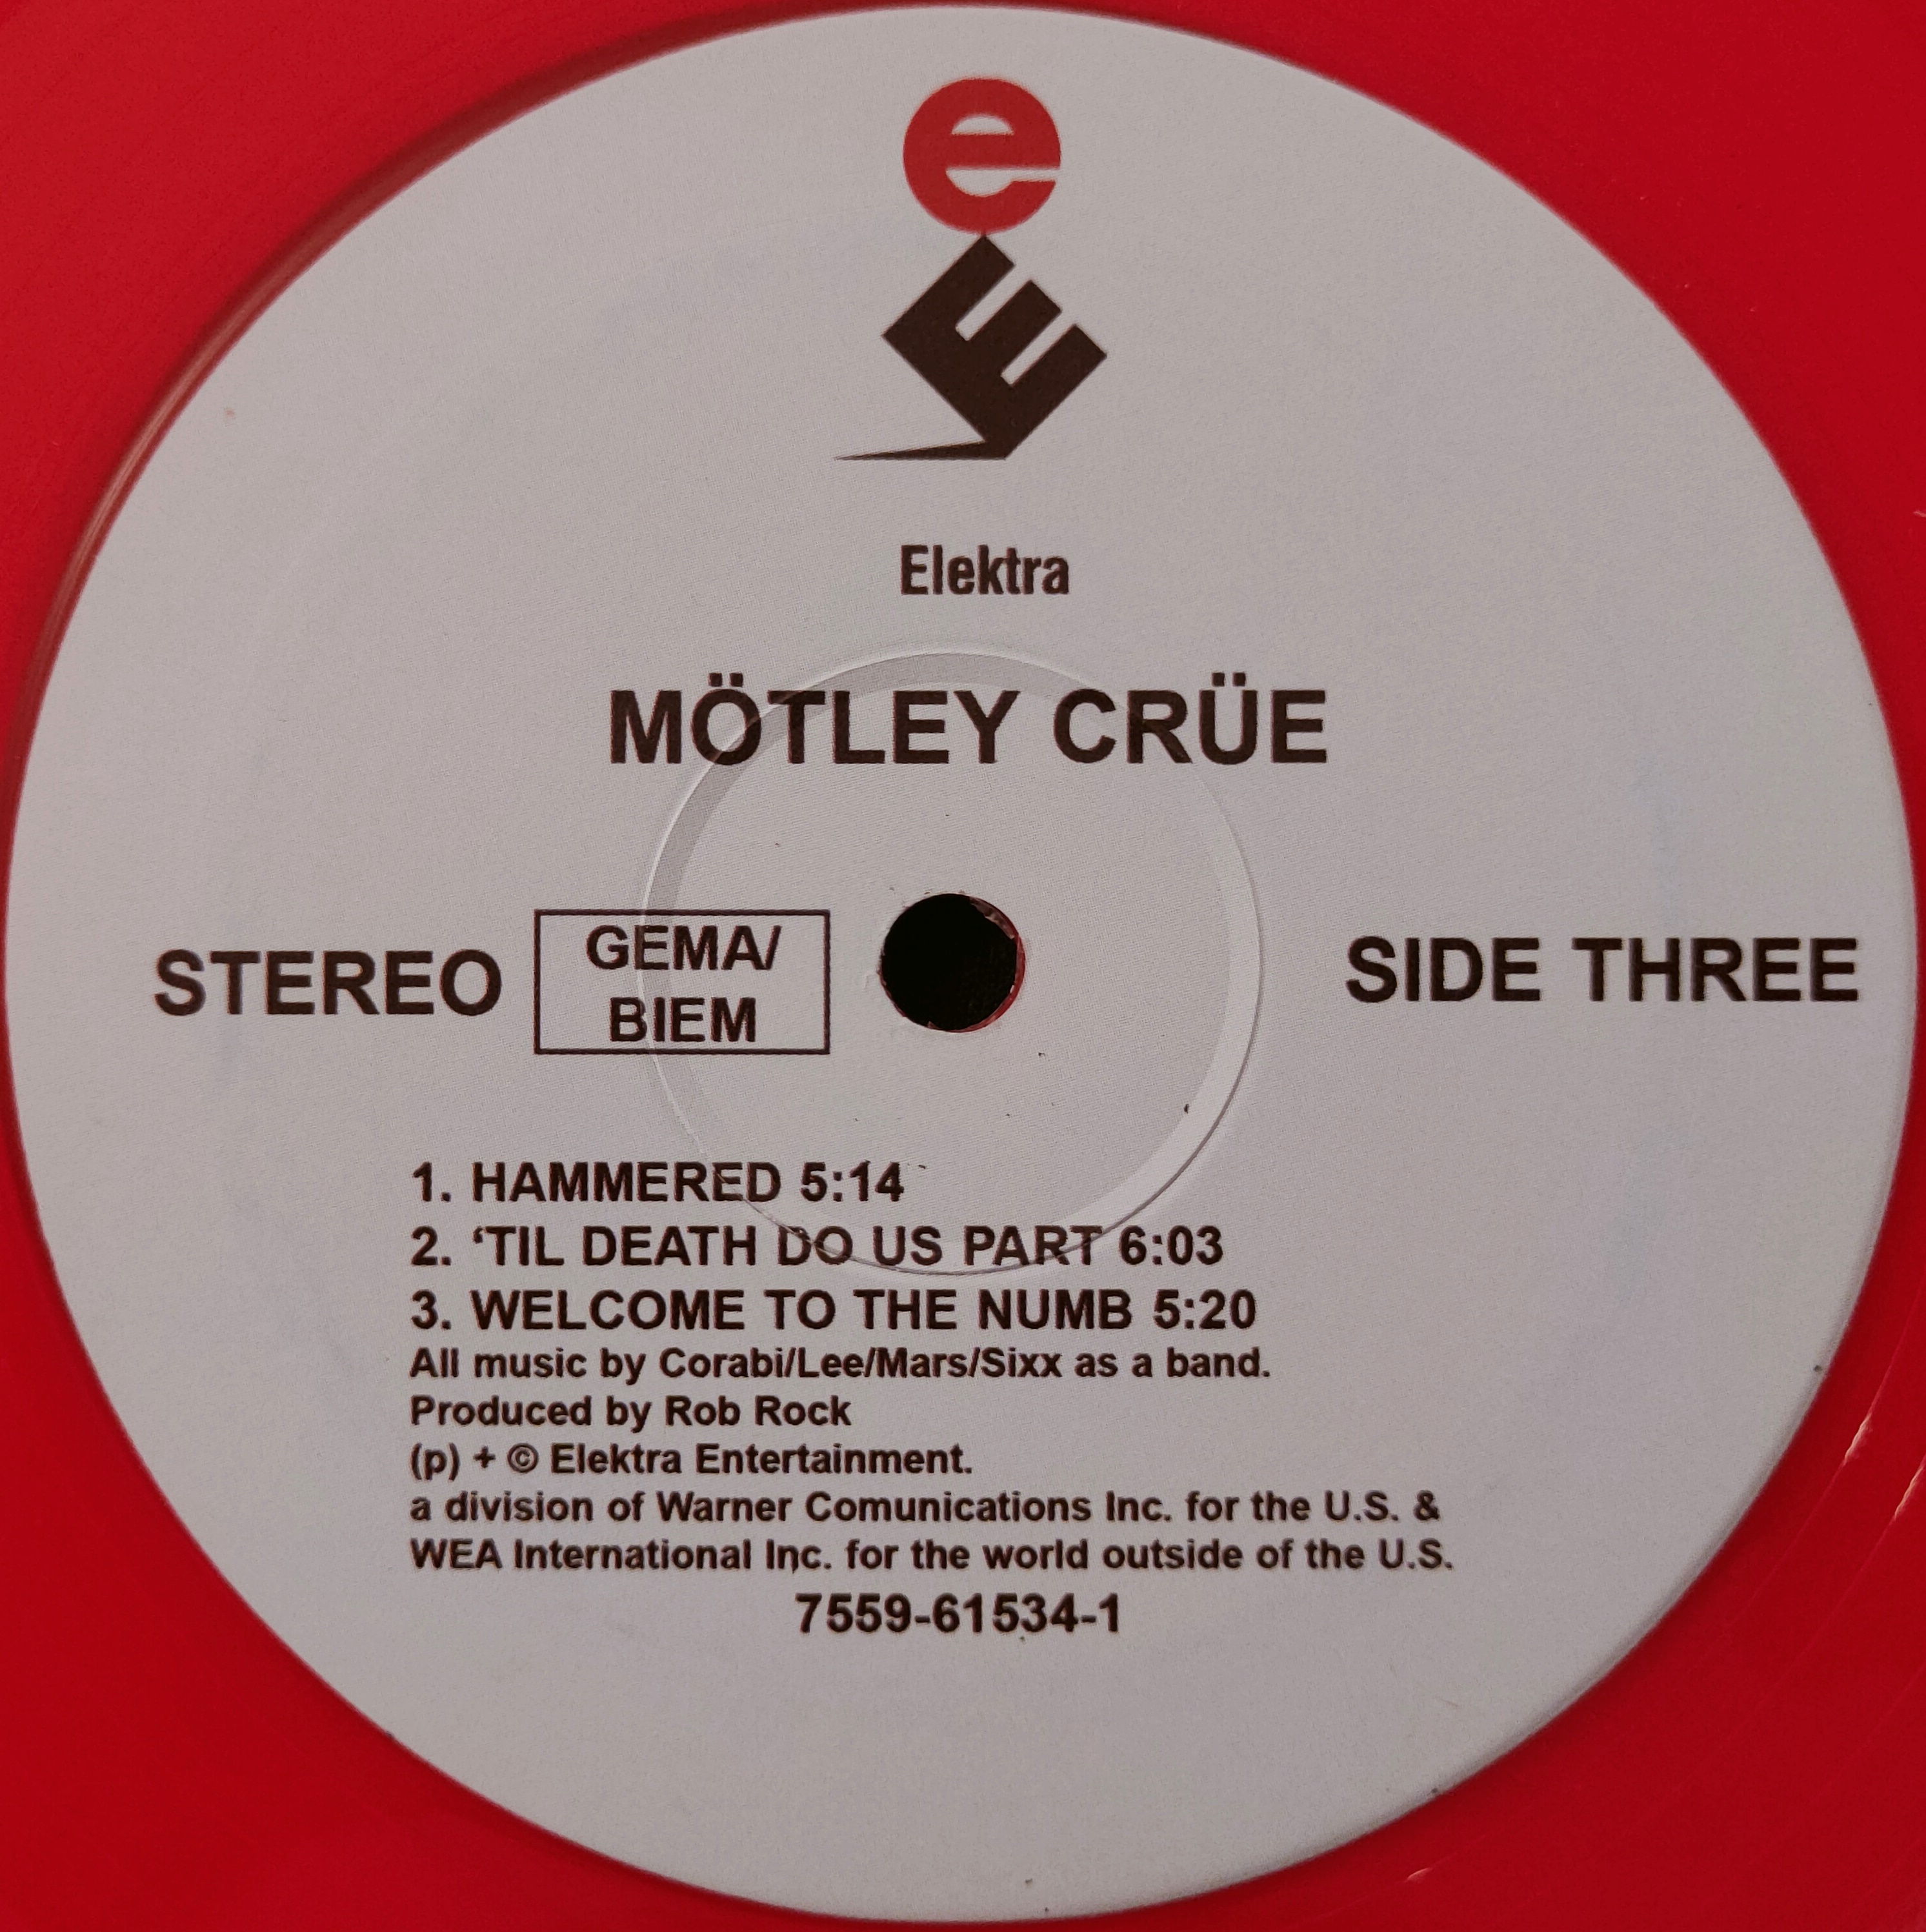 e
E
Elektra
MÖTLEY CRÜE
STEREO
GEMA/
BIEM
SIDE THREE
1. HAMMERED 5:14
2. ‘TIL DEATH DO US PART 6:03
3. WELCOME TO THE NUMB 5:20
All music by Corabi/Lee/Mars/Sixx as a band.
Produced by Rob Rock
(p) + © Elektra Entertainment.
a division of Warner Comunications Inc. for the U.S. &
WEA International Inc. for the world outside of the U.S.
7559-61534-1